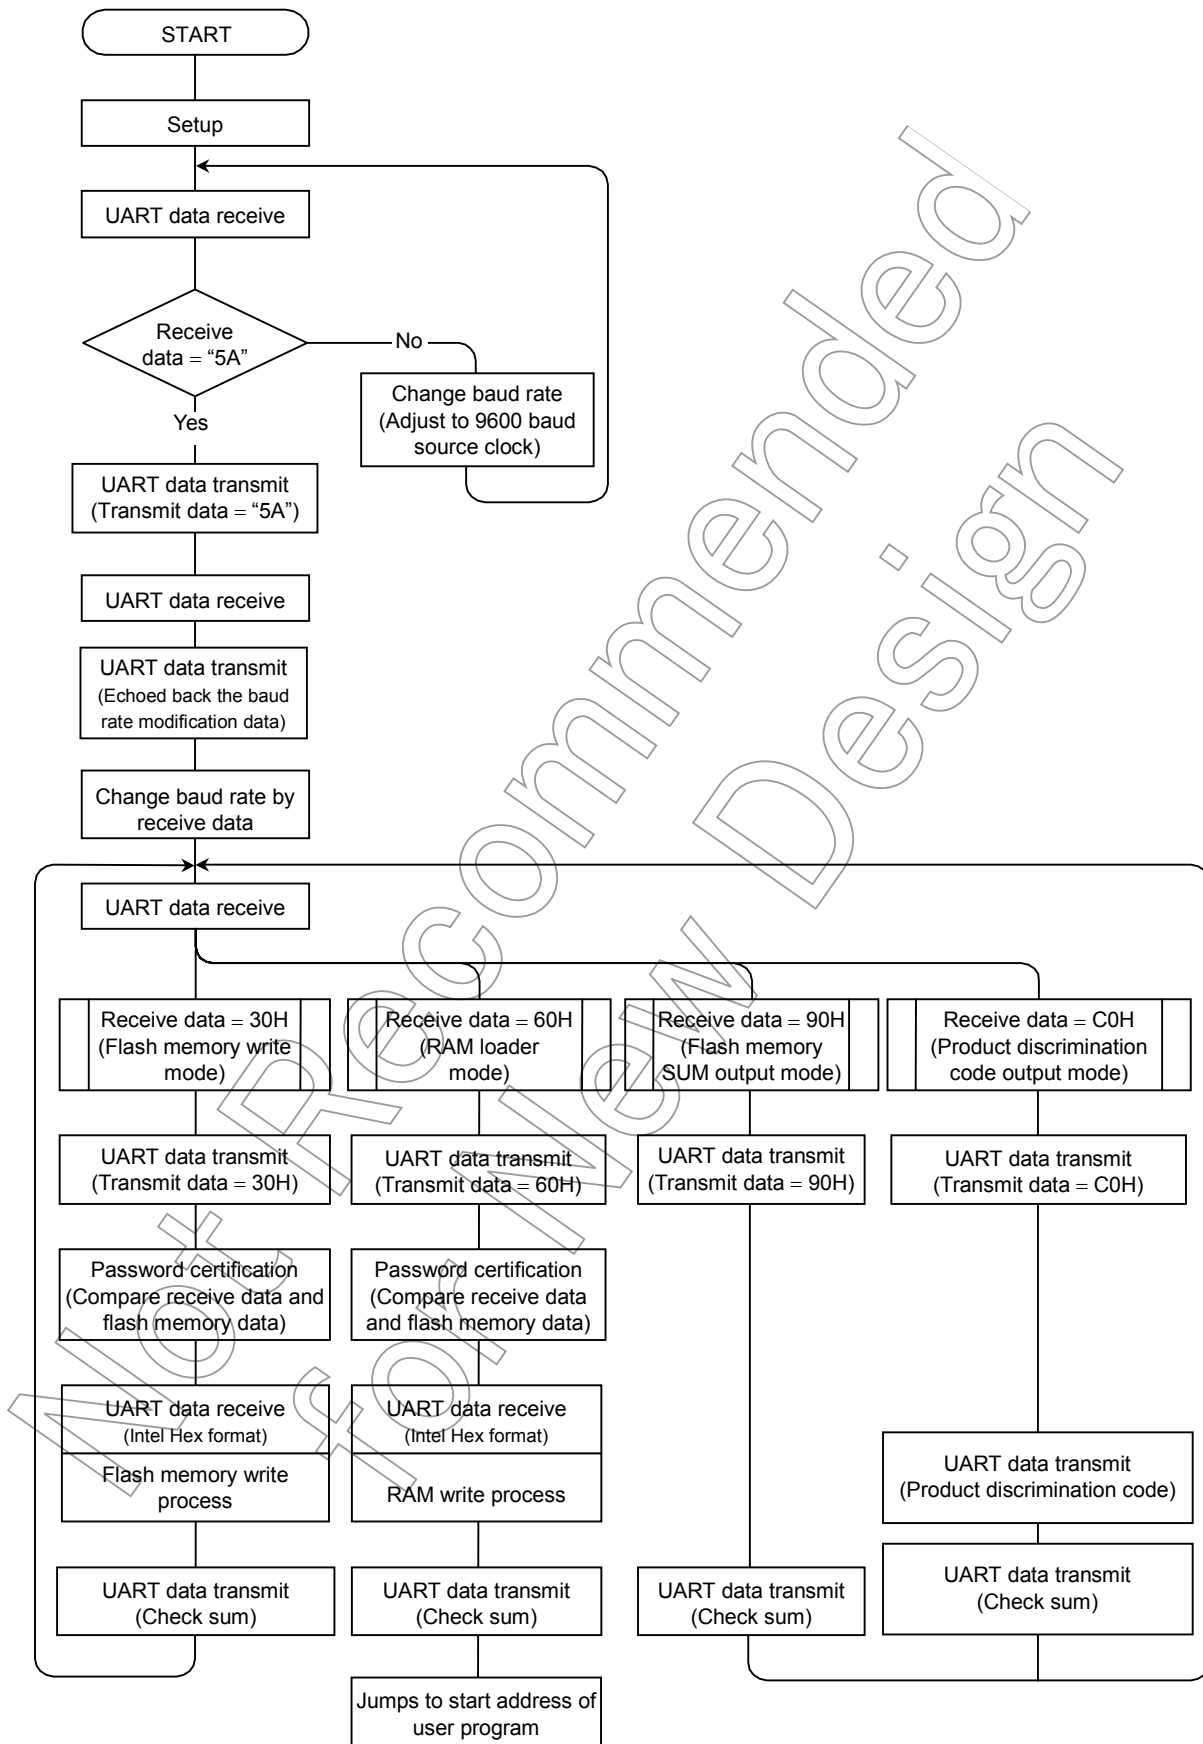 START
Setup
UART data receive
Receive
data = “5A”
No
Yes
Change baud rate
(Adjust to 9600 baud
source clock)
UART data transmit
(Transmit data = “5A”)
UART data receive
UART data transmit
(Echoed back the baud
rate modification data)
Change baud rate by
receive data
UART data receive
Receive data = 30H
(Flash memory write
mode)
Receive data = 60H
(RAM loader
mode)
Receive data = 90H
(Flash memory
SUM output mode)
Receive data = C0H
(Product discrimination
code output mode)
UART data transmit
(Transmit data = 30H)
UART data transmit
(Transmit data = 60H)
UART data transmit
(Transmit data = 90H)
UART data transmit
(Transmit data = C0H)
Password certification
(Compare receive data and
flash memory data)
Password certification
(Compare receive data
and flash memory data)
UART data receive
(Intel Hex format)
Flash memory write
process
UART data receive
(Intel Hex format)
RAM write process
UART data transmit
(Product discrimination code)
UART data transmit
(Check sum)
UART data transmit
(Check sum)
UART data transmit
(Check sum)
UART data transmit
(Check sum)
Jumps to start address of
user program
Not Recommended
for New Design